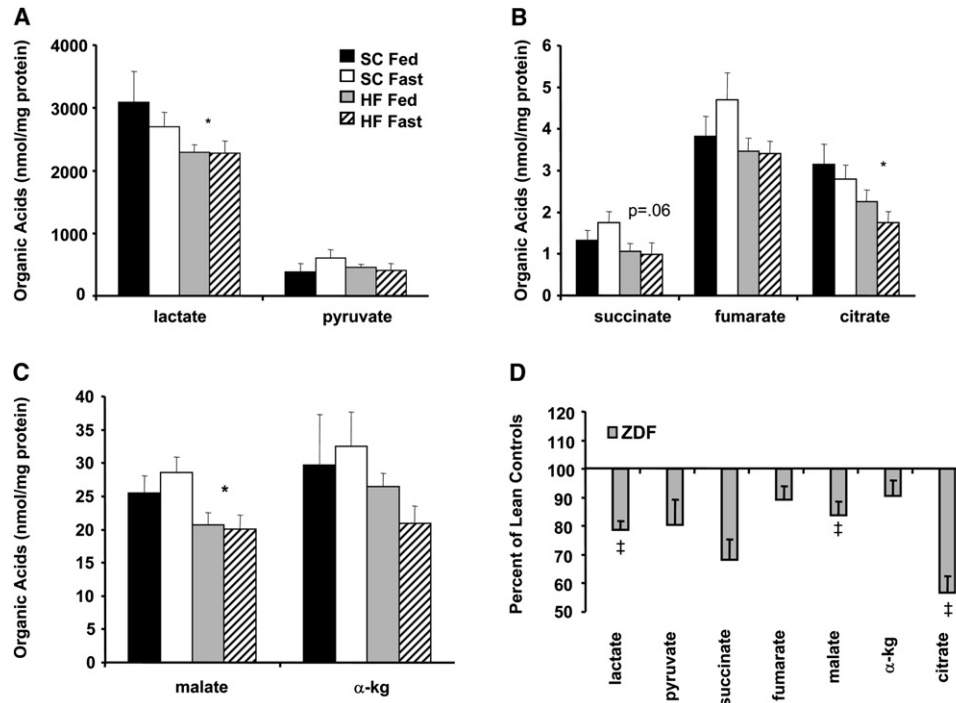 A
Organic Acids (nmol/mg protein)
4000
3000
2000
1000
0
SC Fed
SC Fast
HF Fed
HF Fast
*
lactate pyruvate
B
Organic Acids (nmol/mg protein)
6
5
4
3
2
1
0
p=.06
*
succinate fumarate citrate
C
Organic Acids (nmol/mg protein)
40
35
30
25
20
15
10
5
0
*
malate α-kg
D
Percent of Lean Controls
120
110
100
90
80
70
60
50
ZDF
‡
‡
‡
lactate
pyruvate
succinate
fumarate
malate
α-kg
citrate